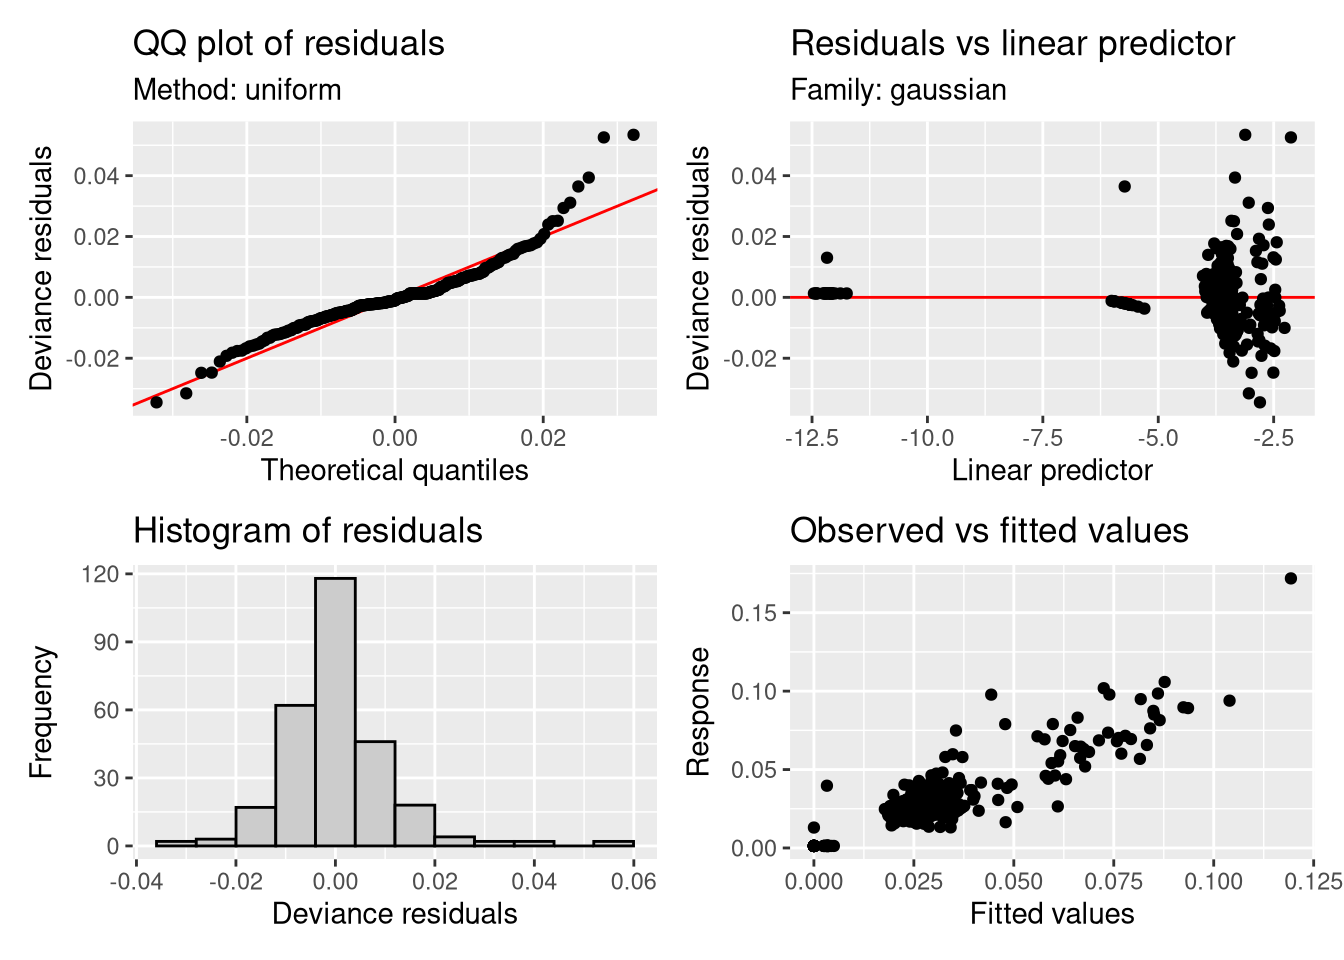 QQ plot of residuals
Method: uniform
Deviance residuals
0.04
0.02
0.00
-0.02
-0.02
0.00
0.02
Theoretical quantiles
Residuals vs linear predictor
Family: gaussian
Deviance residuals
0.04
0.02
0.00
-0.02
-12.5
-10.0
-7.5
-5.0
-2.5
Linear predictor
Histogram of residuals
Frequency
120
90
60
30
0
-0.04
-0.02
0.00
0.02
0.04
0.06
Deviance residuals
Observed vs fitted values
Response
0.15
0.10
0.05
0.00
0.000
0.025
0.050
0.075
0.100
0.125
Fitted values